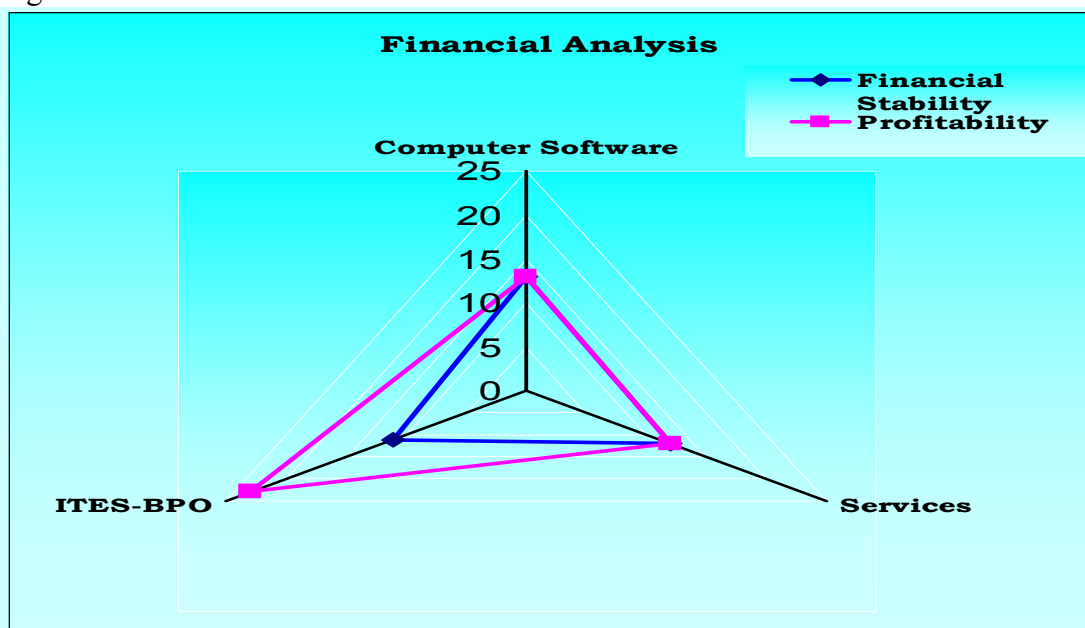 Financial Analysis
Financial
Stability
Profitability
Computer Software
25
20
15
10
5
0
ITES-BPO
Services